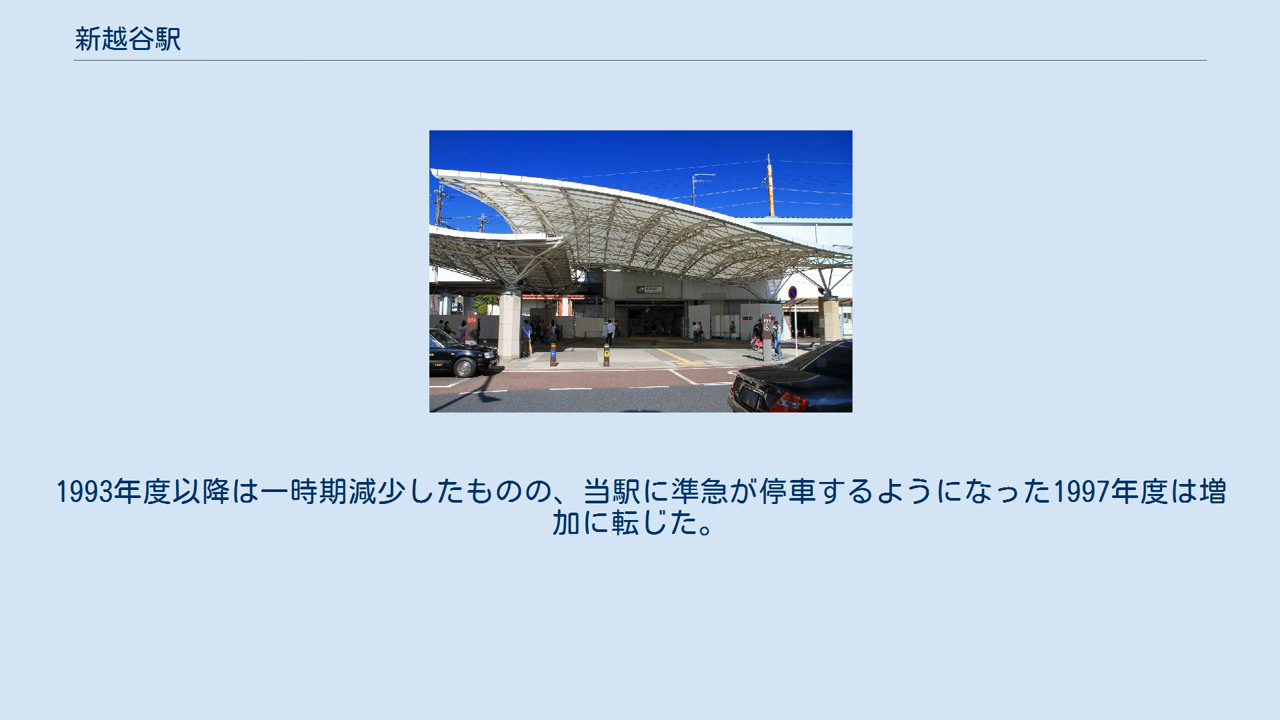 新越谷駅
1993年度以降は一時期減少したものの、当駅に準急が停車するようになった1997年度は増
加に転じた。